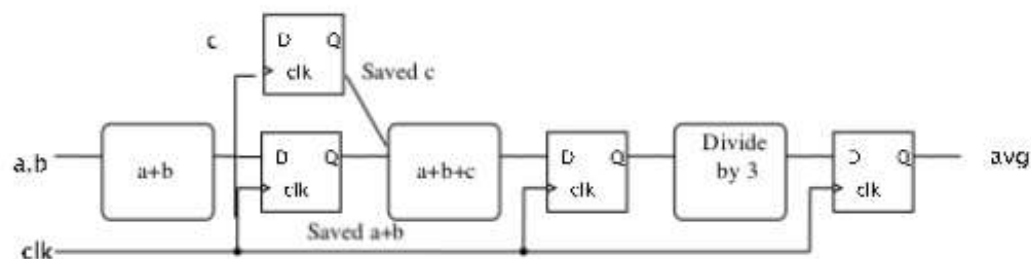 c
D Q
clk
Saved c
a.b
a+b
D Q
clk
a+b+c
D Q
clk
Divide
by 3
D Q
clk
avg
Saved a+b
clk